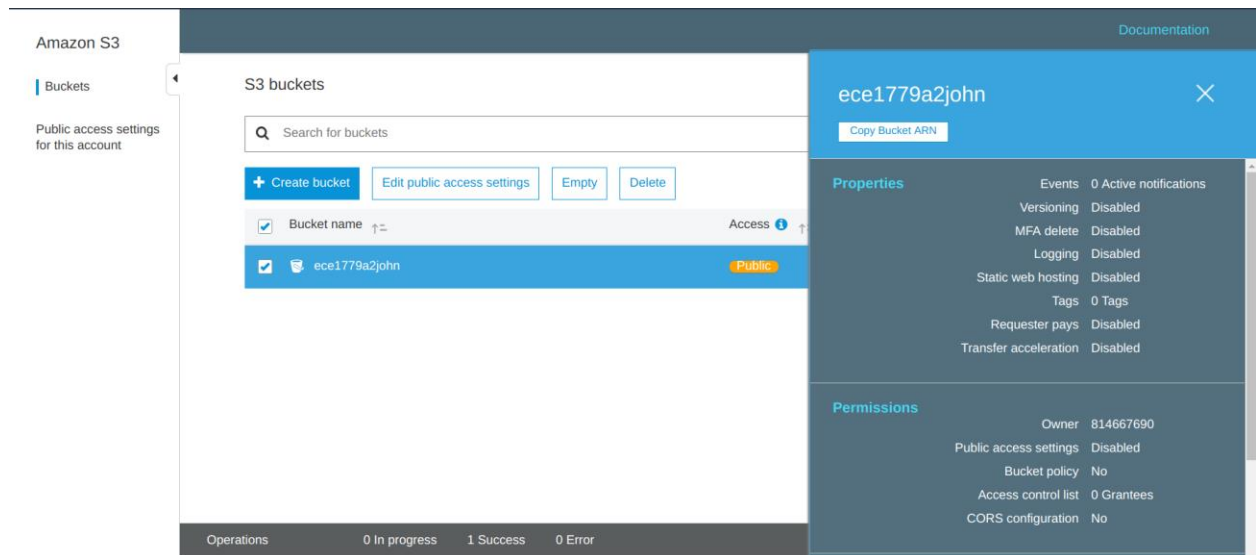 Amazon S3
Documentation
Buckets
Public access settings
for this account
S3 buckets
Search for buckets
Create bucket Edit public access settings Empty Delete
Bucket name Access
ece1779a2john Public
ece1779a2john
Copy Bucket ARN
Properties
Events 0 Active notifications
Versioning Disabled
MFA delete Disabled
Logging Disabled
Static web hosting Disabled
Tags 0 Tags
Requester pays Disabled
Transfer acceleration Disabled
Permissions
Owner 814667690
Public access settings Disabled
Bucket policy No
Access control list 0 Grantees
CORS configuration No
Operations 0 In progress 1 Success 0 Error